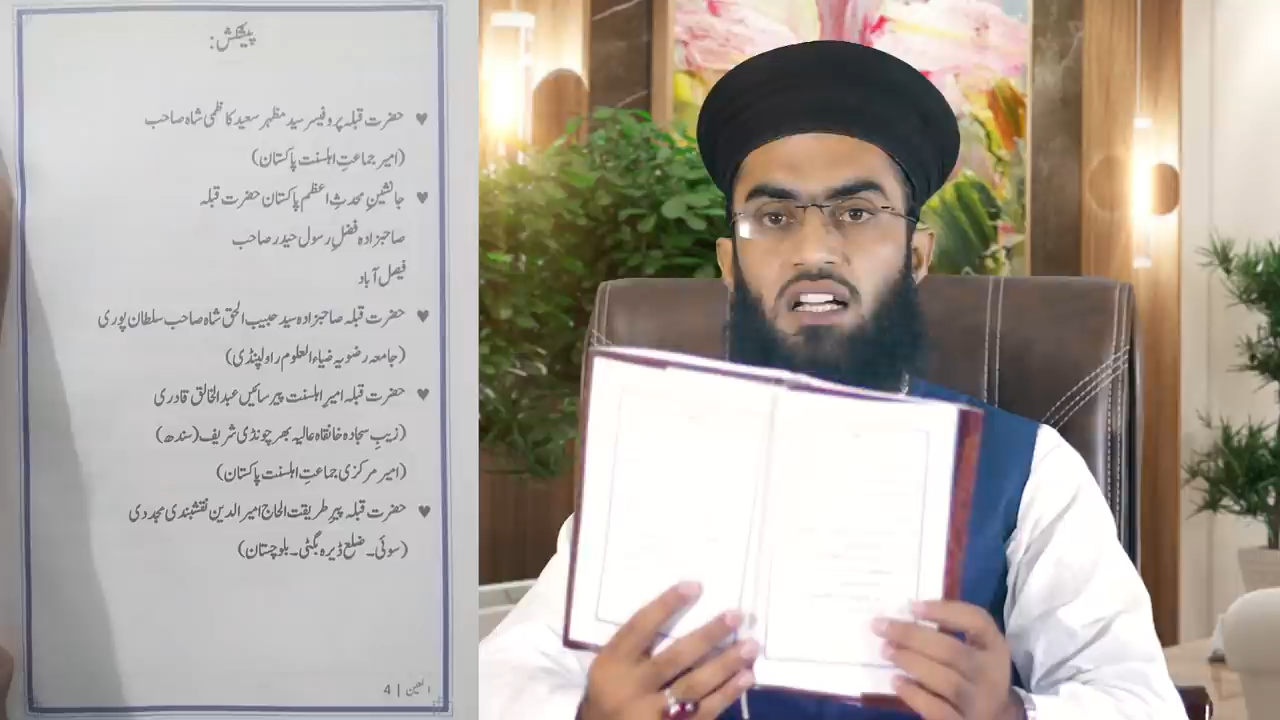 پیشکش:
♥ حضرت قبلہ پروفیسر سید مظہر سعید کاظمی شاہ صاحب
(امیر جماعتِ اہلسنت پاکستان)
♥ جانشینِ محدثِ اعظم پاکستان حضرت قبلہ
صاحبزادہ فضلِ رسول حیدر صاحب
فیصل آباد
♥ حضرت قبلہ صاحبزادہ سید حبیب الحق شاہ صاحب سلطان پوری
(جامعہ رضویہ ضیاء العلوم راولپنڈی)
♥ حضرت قبلہ امیرِ اہلسنت پیر سائیں عبد الخالق قادری
(زیبِ سجادہ خانقاہ عالیہ بھرچونڈی شریف (سندھ)
(امیر مرکزی جماعتِ اہلسنت پاکستان)
♥ حضرت قبلہ پیرِ طریقت الحاج امیر الدین نقشبندی مجددی
(سوئی۔ ضلع ڈیرہ بگٹی۔ بلوچستان)
4 |